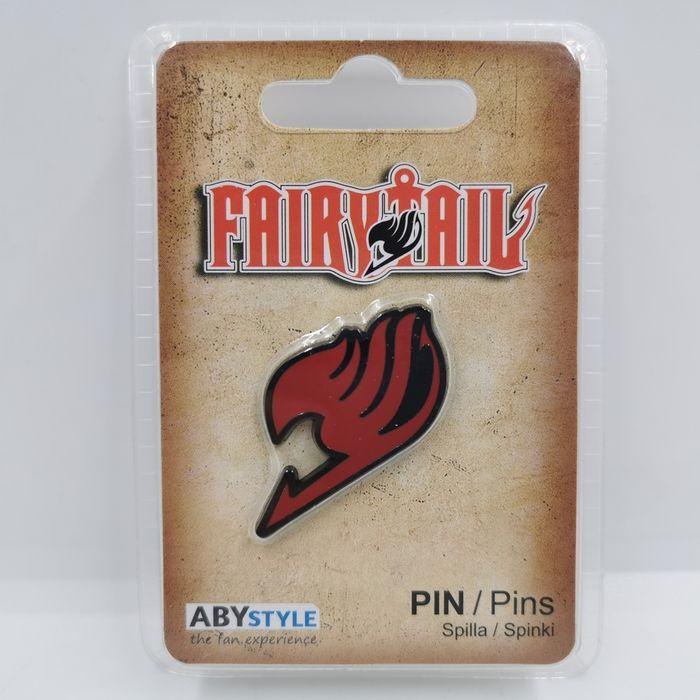 FAIRY TAIL
ABYSTYLE
the fan experience
PIN / Pins
Spilla / Spinki